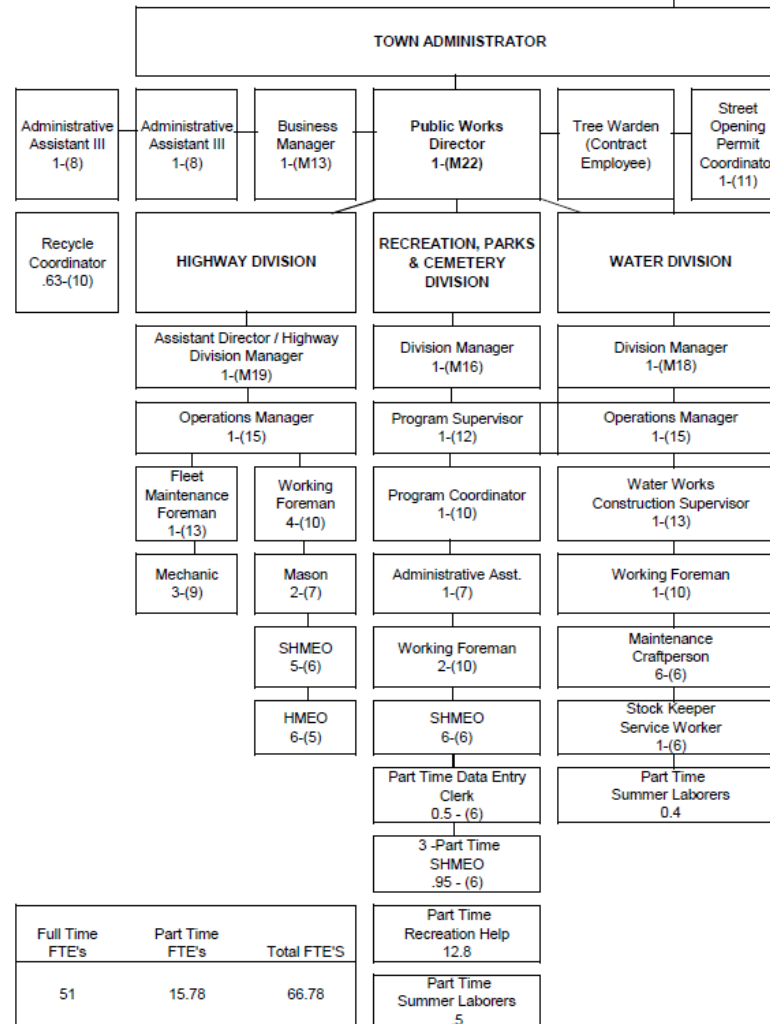 TOWN ADMINISTRATOR
Administrative
Assistant III
1-(8)
Administrative
Assistant III
1-(8)
Business
Manager
1-(M13)
Public Works
Director
1-(M22)
Tree Warden
(Contract
Employee)
Street
Opening
Permit
Coordinato
1-(11)
Recycle
Coordinator
.63-(10)
HIGHWAY DIVISION
RECREATION, PARKS
& CEMETERY
DIVISION
WATER DIVISION
Assistant Director / Highway
Division Manager
1-(M19)
Division Manager
1-(M16)
Division Manager
1-(M18)
Operations Manager
1-(15)
Program Supervisor
1-(12)
Operations Manager
1-(15)
Fleet
Maintenance
Foreman
1-(13)
Working
Foreman
4-(10)
Program Coordinator
1-(10)
Water Works
Construction Supervisor
1-(13)
Mechanic
3-(9)
Mason
2-(7)
Administrative Asst.
1-(7)
Working Foreman
1-(10)
SHMEO
5-(6)
Working Foreman
2-(10)
Maintenance
Craftperson
6-(6)
HMEO
6-(5)
SHMEO
6-(6)
Stock Keeper
Service Worker
1-(6)
Part Time Data Entry
Clerk
0.5 - (6)
Part Time
Summer Laborers
0.4
3 -Part Time
SHMEO
.95 - (6)
Part Time
Recreation Help
12.8
Part Time
Summer Laborers
.5
Full Time
FTE's
Part Time
FTE's
Total FTE'S
51
15.78
66.78